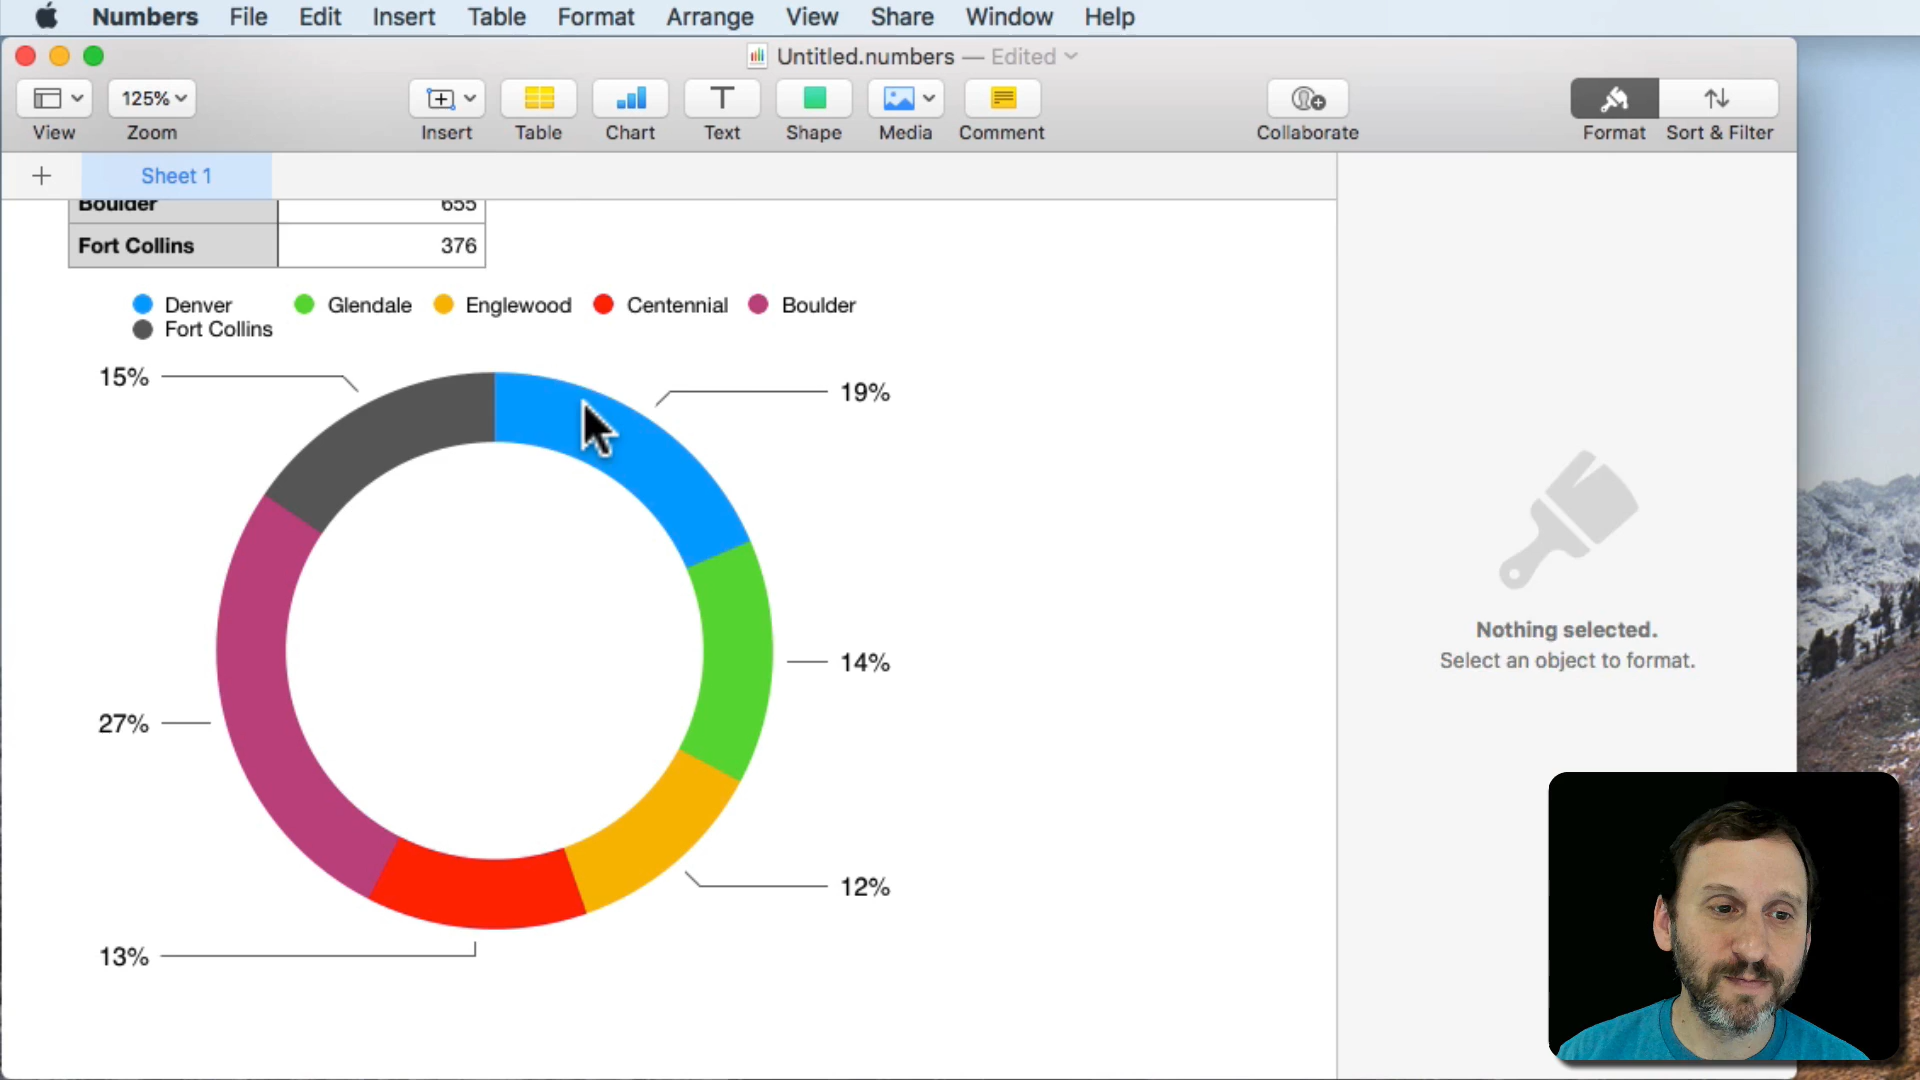 Numbers File Edit Insert Table Format Arrange View Share Window Help
Untitled.numbers — Edited
125%
View Zoom Insert Table Chart Text Shape Media Comment Collaborate Format Sort & Filter
Sheet 1
Boulder 655
Fort Collins 376
Denver Glendale Englewood Centennial Boulder
Fort Collins
15%
19%
14%
27%
12%
13%
Nothing selected.
Select an object to format.